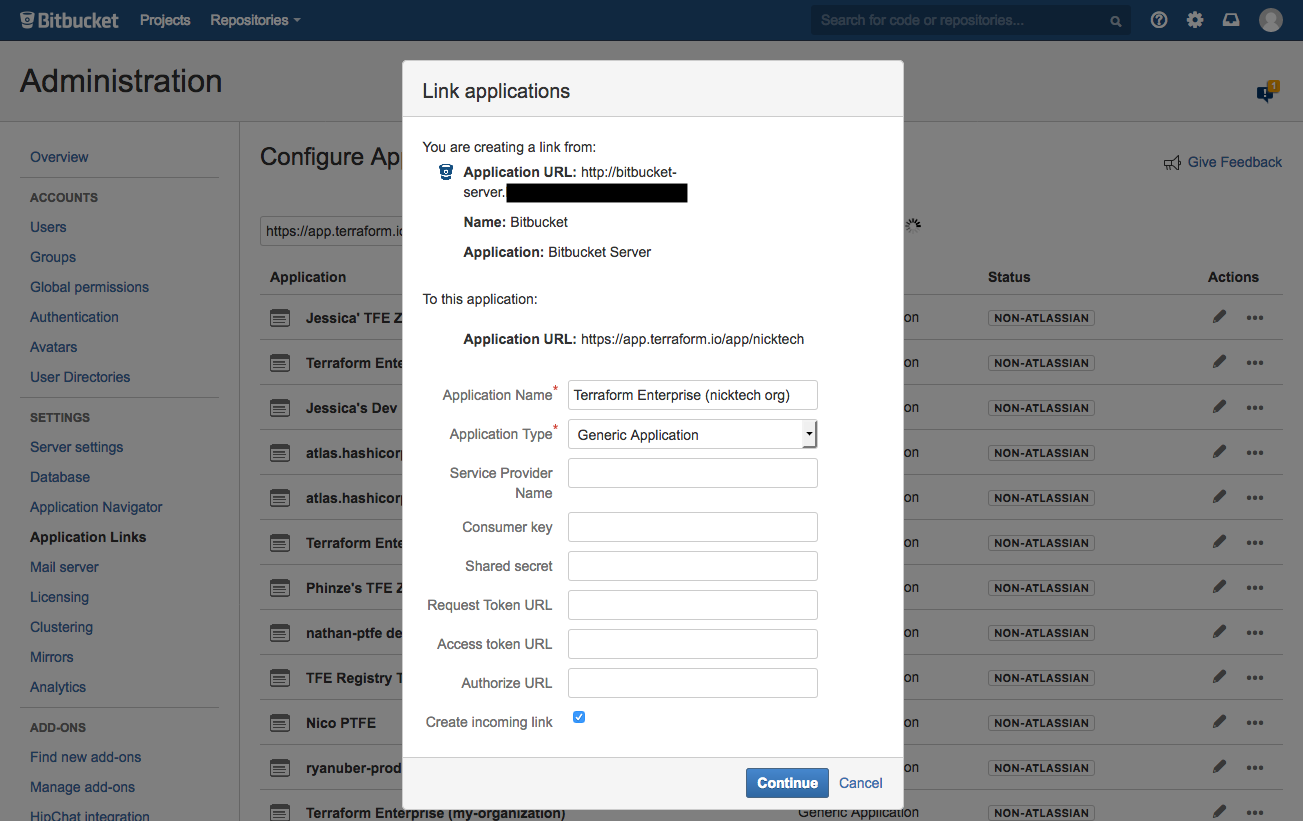 Bitbucket Projects Repositories Search for code or repositories...
Administration
1
Overview
ACCOUNTS
Users
Groups
Global permissions
Authentication
Avatars
User Directories
SETTINGS
Server settings
Database
Application Navigator
Application Links
Mail server
Licensing
Clustering
Mirrors
Analytics
ADD-ONS
Find new add-ons
Manage add-ons
HipChat integration
Configure Ap
Give Feedback
https://app.terraform.i
Application Status Actions
Jessica' TFE Z on NON-ATLASSIAN
Terraform Ente on NON-ATLASSIAN
Jessica's Dev on NON-ATLASSIAN
atlas.hashicorp on NON-ATLASSIAN
atlas.hashicorp on NON-ATLASSIAN
Terraform Ente on NON-ATLASSIAN
Phinze's TFE Z on NON-ATLASSIAN
nathan-ptfe de on NON-ATLASSIAN
TFE Registry T on NON-ATLASSIAN
Nico PTFE on NON-ATLASSIAN
ryanuber-prod on NON-ATLASSIAN
Terraform Enterprise (my-organization) Generic Application NON-ATLASSIAN
Link applications
You are creating a link from:
Application URL: http://bitbucket-
server.
Name: Bitbucket
Application: Bitbucket Server
To this application:
Application URL: https://app.terraform.io/app/nicktech
Application Name* Terraform Enterprise (nicktech org)
Application Type* Generic Application
Service Provider
Name
Consumer key
Shared secret
Request Token URL
Access token URL
Authorize URL
Create incoming link
Continue Cancel